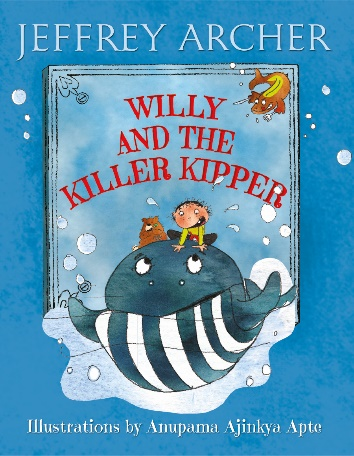 JEFFREY ARCHER
WILLY
AND THE
KILLER KIPPER
Illustrations by Anupama Ajinkya Apte